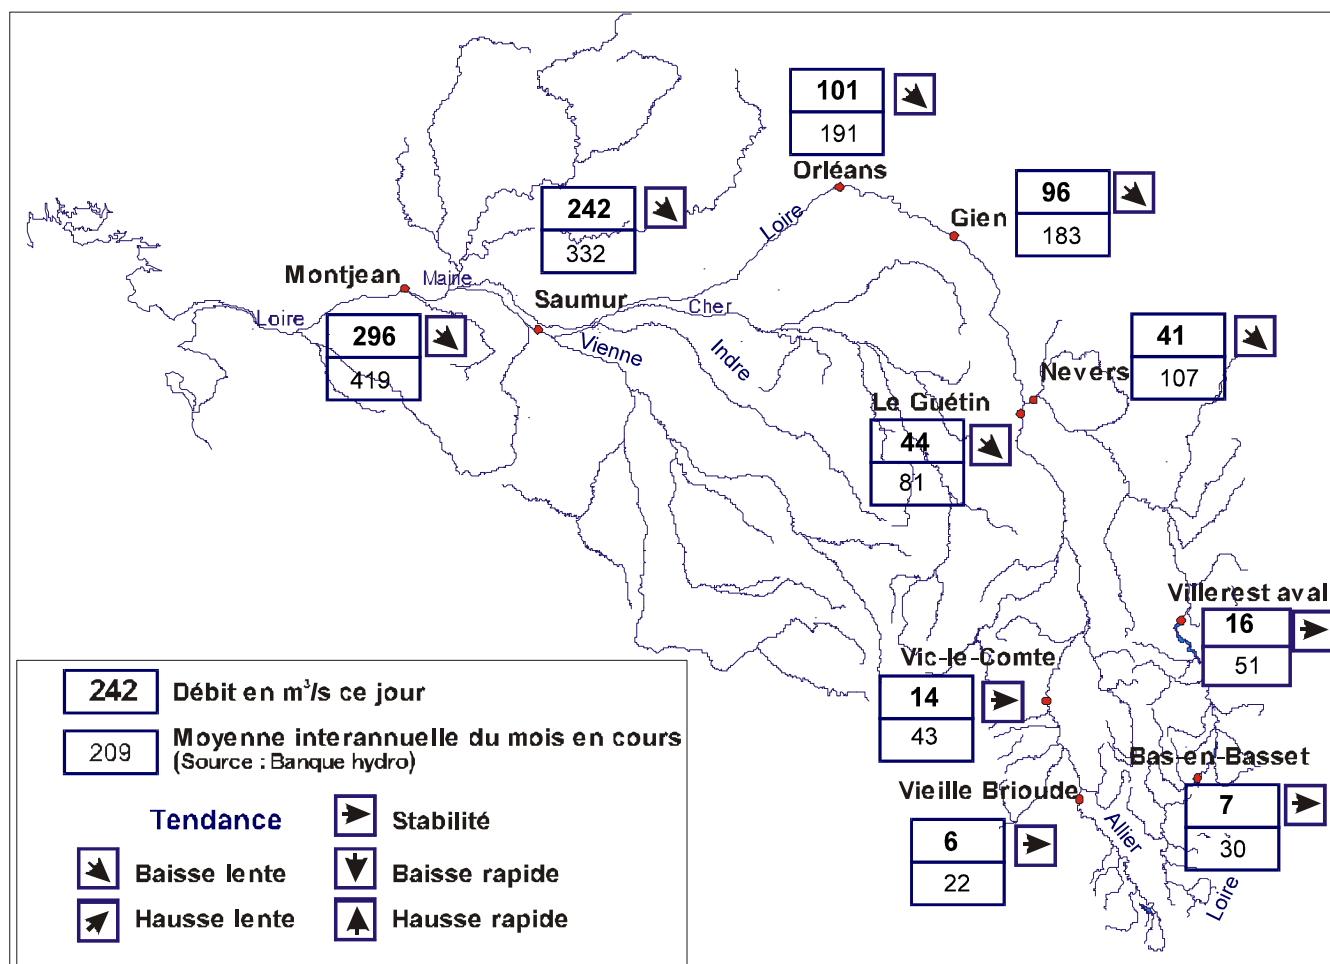 101
191
Orléans
242
332
Loire
96
183
Gien
Montjean
Maine
Saumur
Cher
Loire
296
419
Vienne
Indre
41
107
Nevers
Le Guétin
44
81
Villerest aval
16
51
Vic-le-Comte
14
43
Bas-en-Basset
7
30
Vieille Brioude
6
22
Allier
Loire
242 Débit en m³/s ce jour
209 Moyenne interannuelle du mois en cours
(Source : Banque hydro)
Tendance
Stabilité
Baisse lente
Baisse rapide
Hausse lente
Hausse rapide